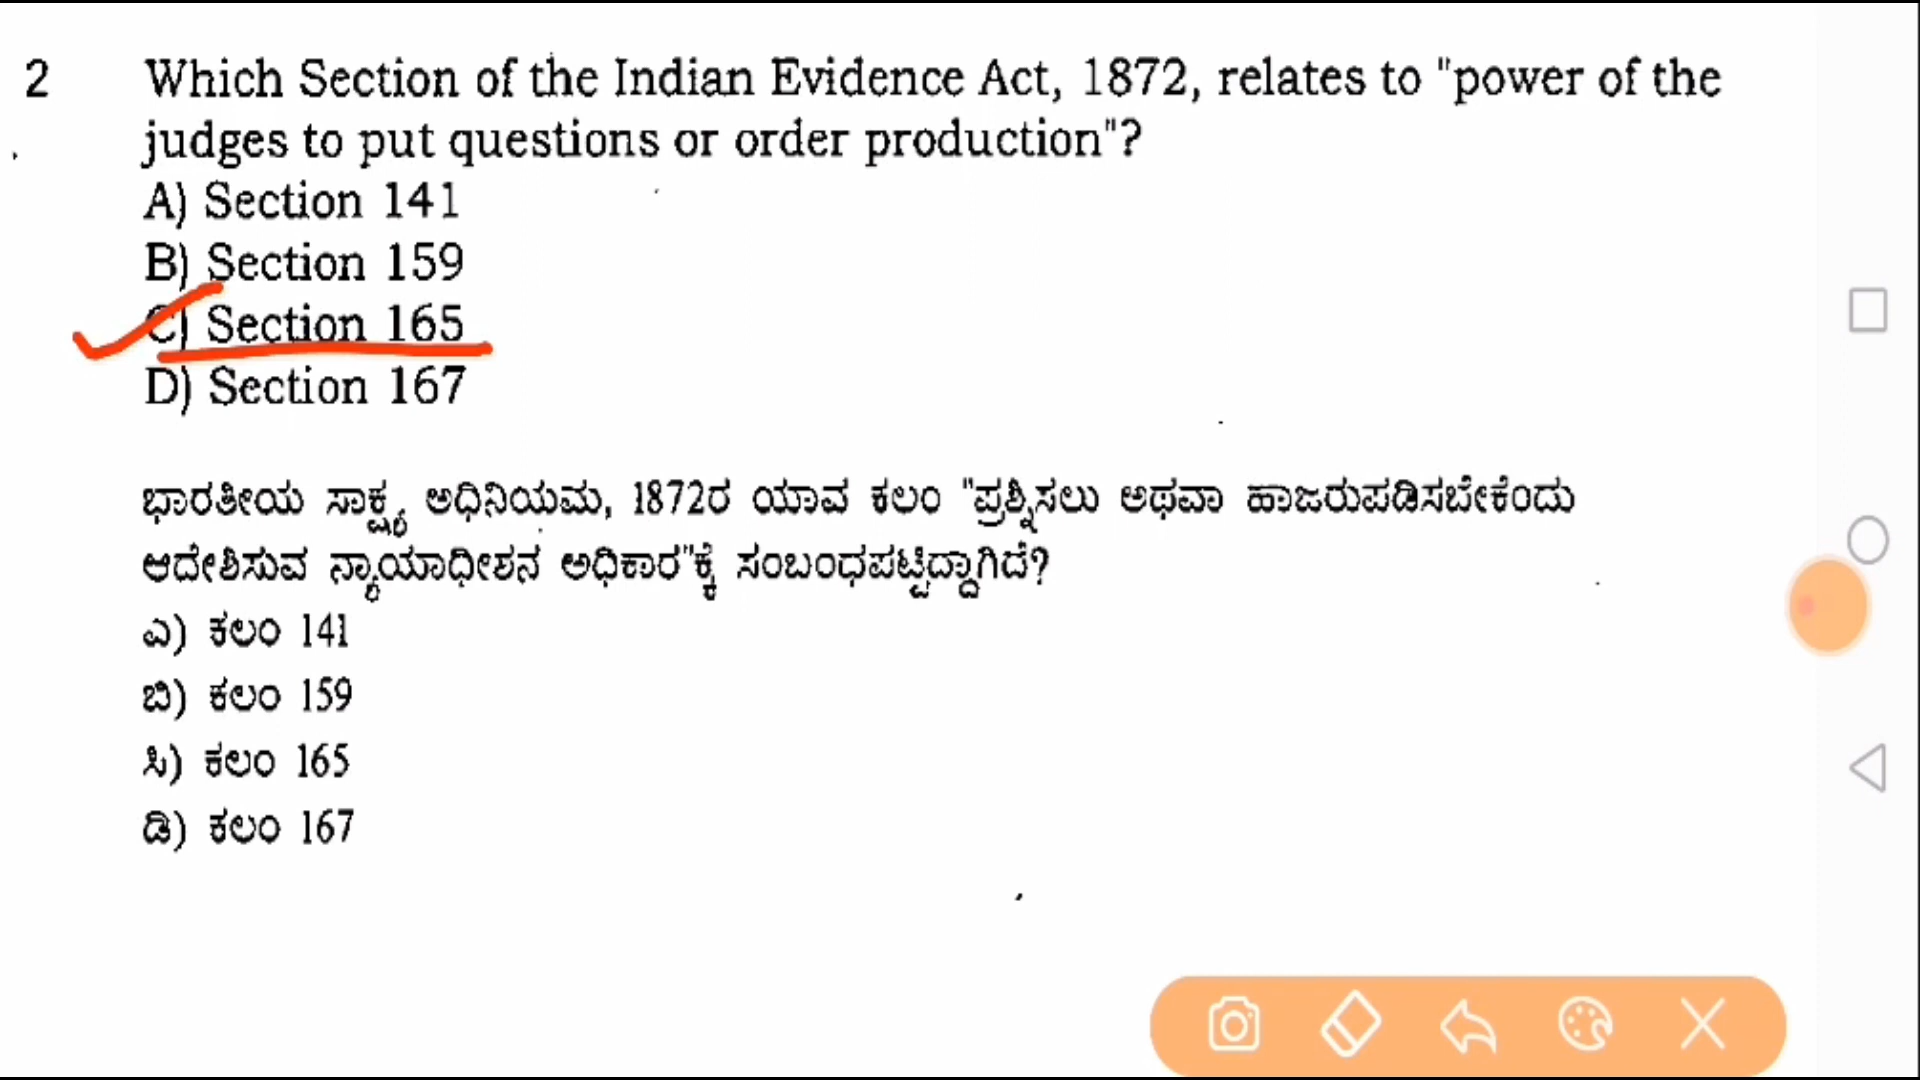 2 Which Section of the Indian Evidence Act, 1872, relates to "power of the
judges to put questions or order production"?
A) Section 141
B) Section 159
C) Section 165
D) Section 167
ಭಾರತೀಯ ಸಾಕ್ಷ್ಯ ಅಧಿನಿಯಮ, 1872ರ ಯಾವ ಕಲಂ "ಪ್ರಶ್ನಿಸಲು ಅಥವಾ ಹಾಜರುಪಡಿಸಬೇಕೆಂದು
ಆದೇಶಿಸುವ ನ್ಯಾಯಾಧೀಶನ ಅಧಿಕಾರ"ಕ್ಕೆ ಸಂಬಂಧಪಟ್ಟಿದ್ದಾಗಿದೆ?
ಎ) ಕಲಂ 141
ಬಿ) ಕಲಂ 159
ಸಿ) ಕಲಂ 165
ಡಿ) ಕಲಂ 167